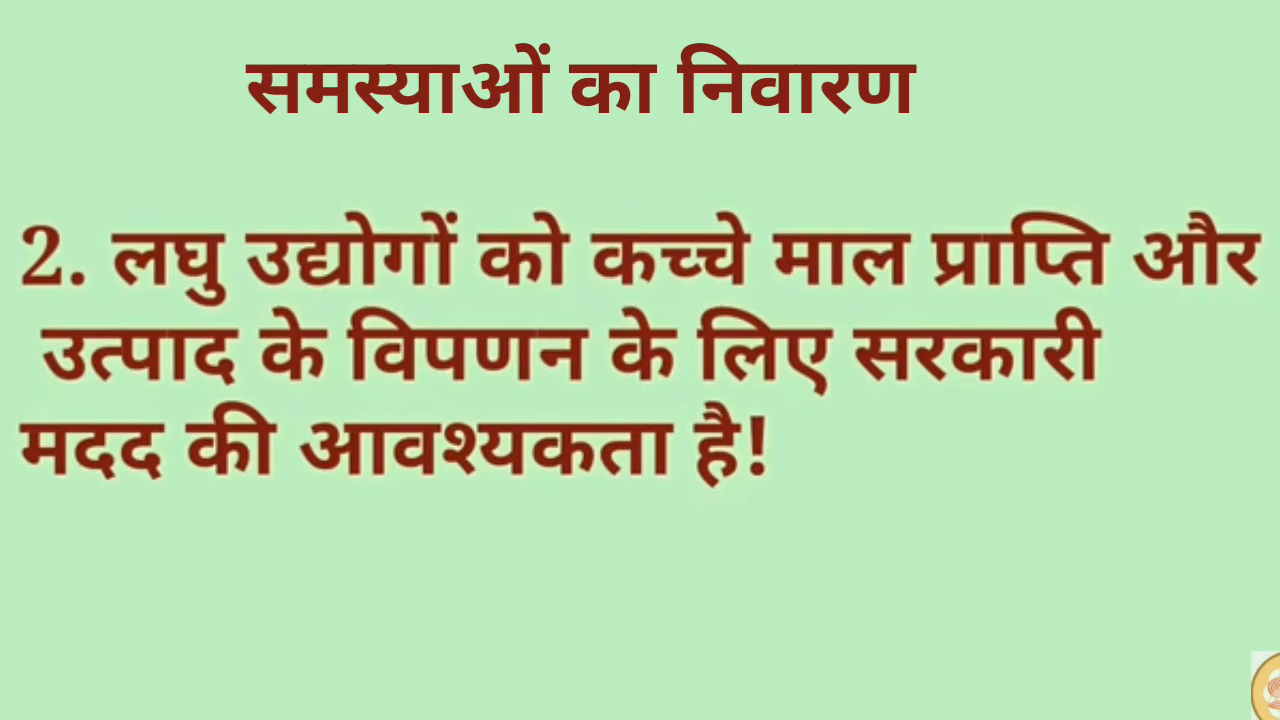 समस्याओं का निवारण
2. लघु उद्योगों को कच्चे माल प्राप्ति और
उत्पाद के विपणन के लिए सरकारी
मदद की आवश्यकता है!